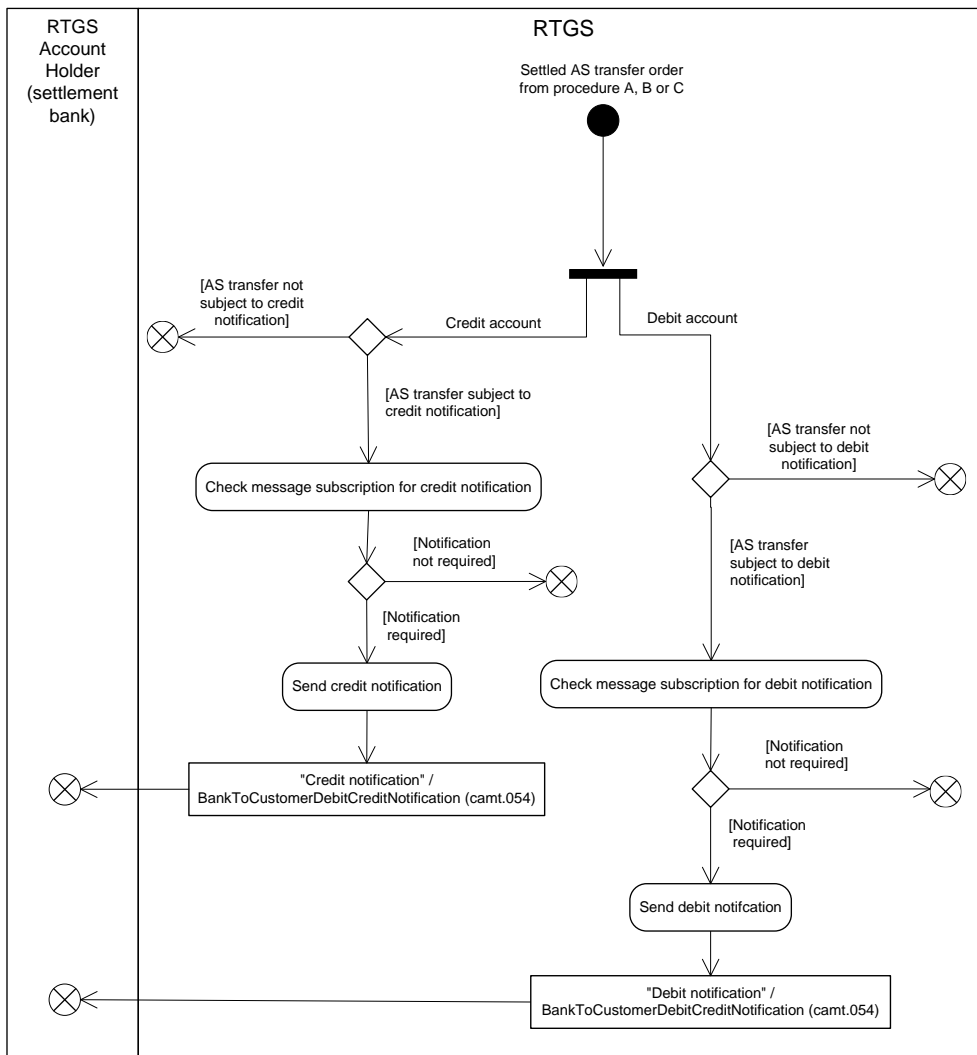 RTGS
Account
Holder
(settlement
bank)
RTGS
Settled AS transfer order
from procedure A, B or C
[AS transfer not
subject to credit
notification]
Credit account
Debit account
[AS transfer subject to
credit notification]
[AS transfer not
subject to debit
notification]
Check message subscription for credit notification
[Notification
not required]
[AS transfer
subject to debit
notification]
[Notification
required]
Send credit notification
Check message subscription for debit notification
[Notification
not required]
"Credit notification" /
BankToCustomerDebitCreditNotification (camt.054)
[Notification
required]
Send debit notifcation
"Debit notification" /
BankToCustomerDebitCreditNotification (camt.054)